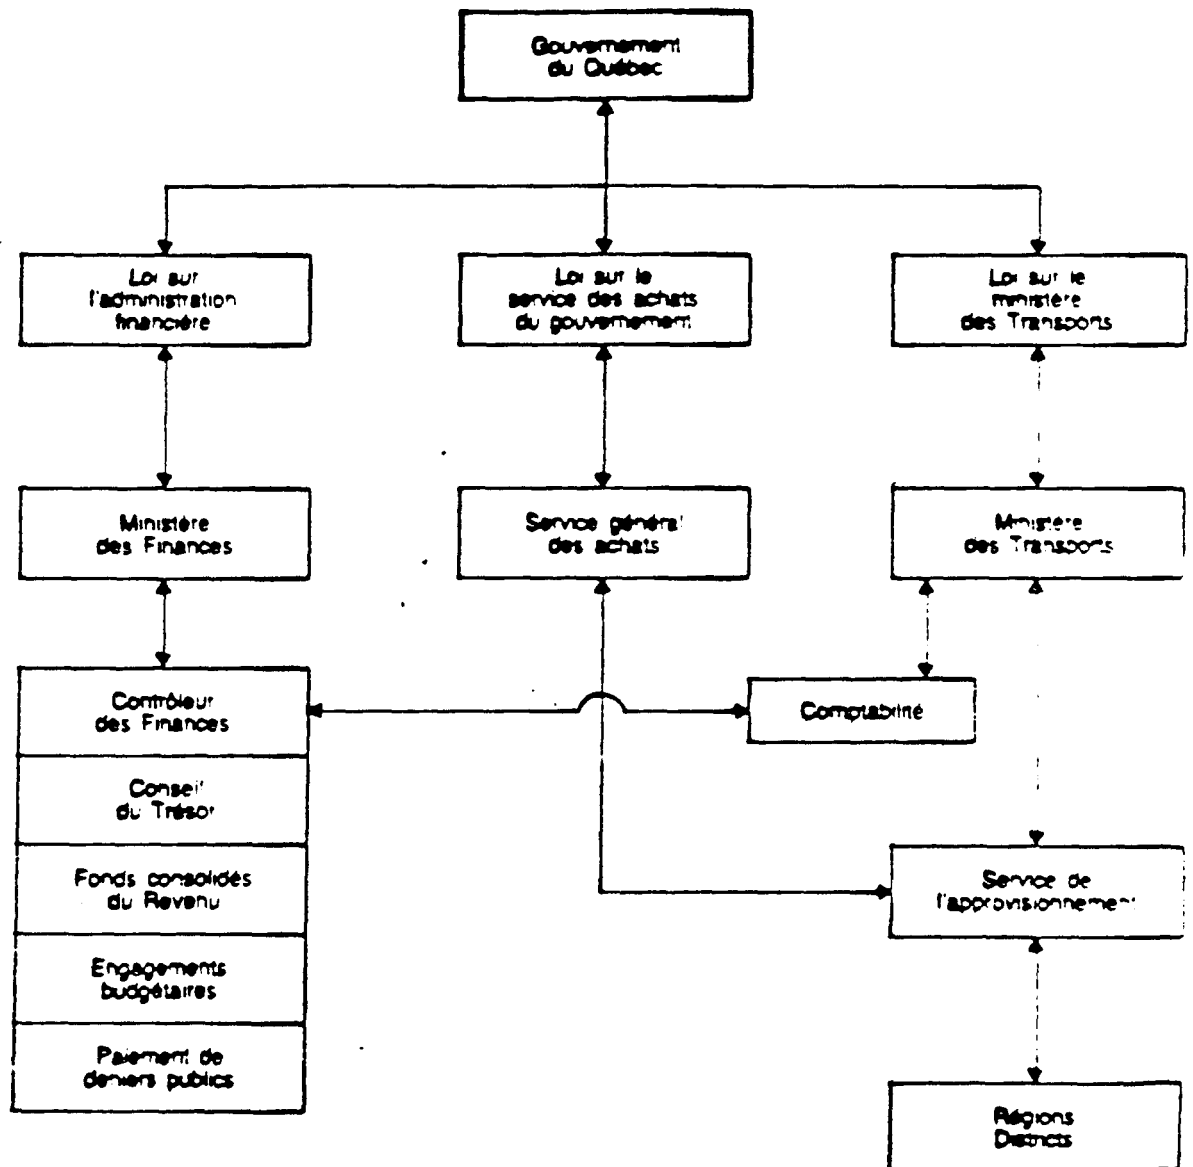 Gouvernement
du Québec
Loi sur
l'administration
financière
Loi sur le
service des achats
du gouvernement
Loi sur le
ministère
des Transports
Ministère
des Finances
Service général
des achats
Ministère
des Transports
Contrôleur
des Finances
Comptabilité
Conseil
du Trésor
Fonds consolidés
du Revenu
Service de
l'approvisionnement
Engagements
budgétaires
Paiement de
deniers publics
Régions
Districts